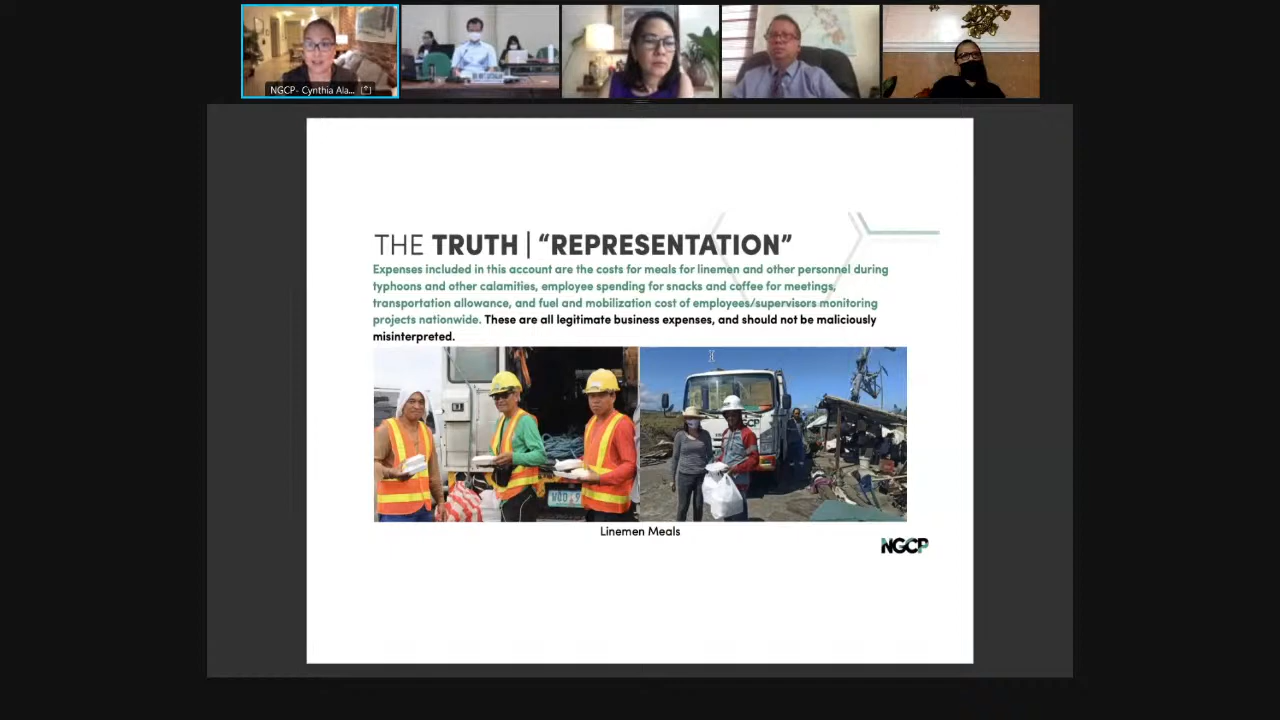 NGCP- Cynthia Ala...
THE TRUTH | “REPRESENTATION”
Expenses included in this account are the costs for meals for linemen and other personnel during
typhoons and other calamities, employee spending for snacks and coffee for meetings,
transportation allowance, and fuel and mobilization cost of employees/supervisors monitoring
projects nationwide. These are all legitimate business expenses, and should not be maliciously
misinterpreted.
NGCP
Linemen Meals
NGCP